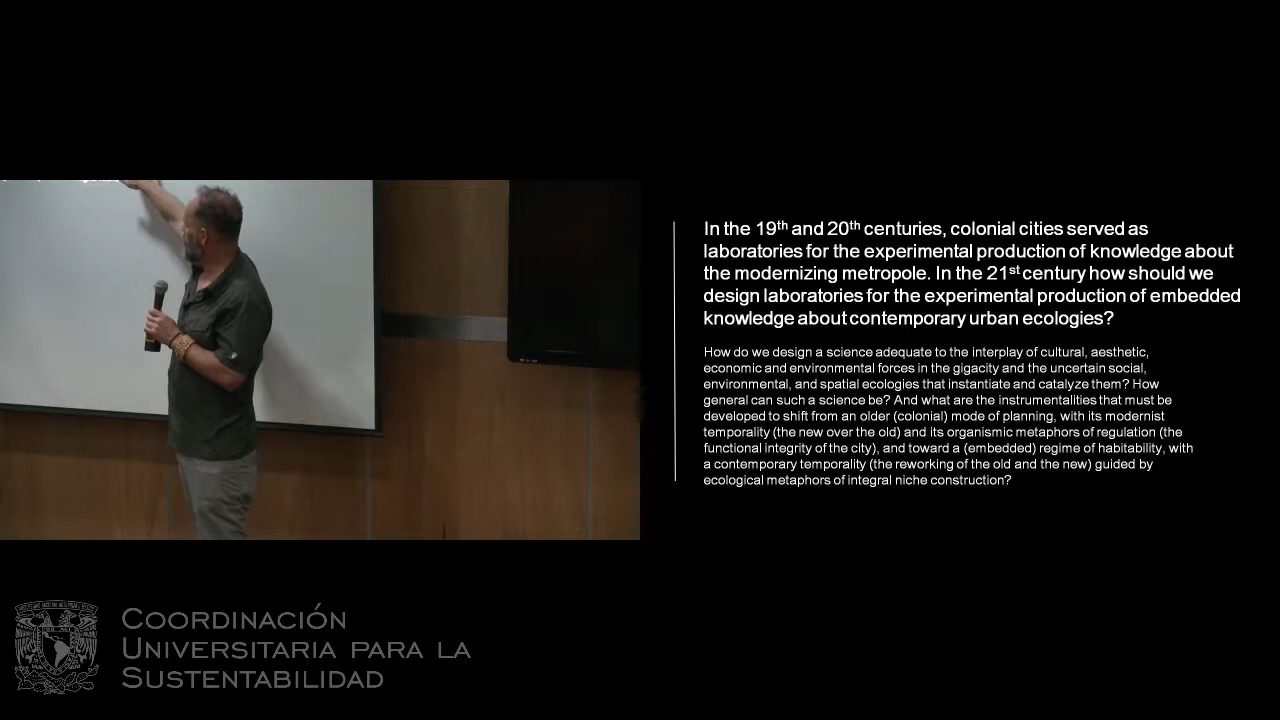 In the 19th and 20th centuries, colonial cities served as
laboratories for the experimental production of knowledge about
the modernizing metropole. In the 21st century how should we
design laboratories for the experimental production of embedded
knowledge about contemporary urban ecologies?
How do we design a science adequate to the interplay of cultural, aesthetic,
economic and environmental forces in the gigacity and the uncertain social,
environmental, and spatial ecologies that instantiate and catalyze them? How
general can such a science be? And what are the instrumentalities that must be
developed to shift from an older (colonial) mode of planning, with its modernist
temporality (the new over the old) and its organismic metaphors of regulation (the
functional integrity of the city), and toward a (embedded) regime of habitability, with
a contemporary temporality (the reworking of the old and the new) guided by
ecological metaphors of integral niche construction?
COORDINACIÓN
UNIVERSITARIA PARA LA
SUSTENTABILIDAD